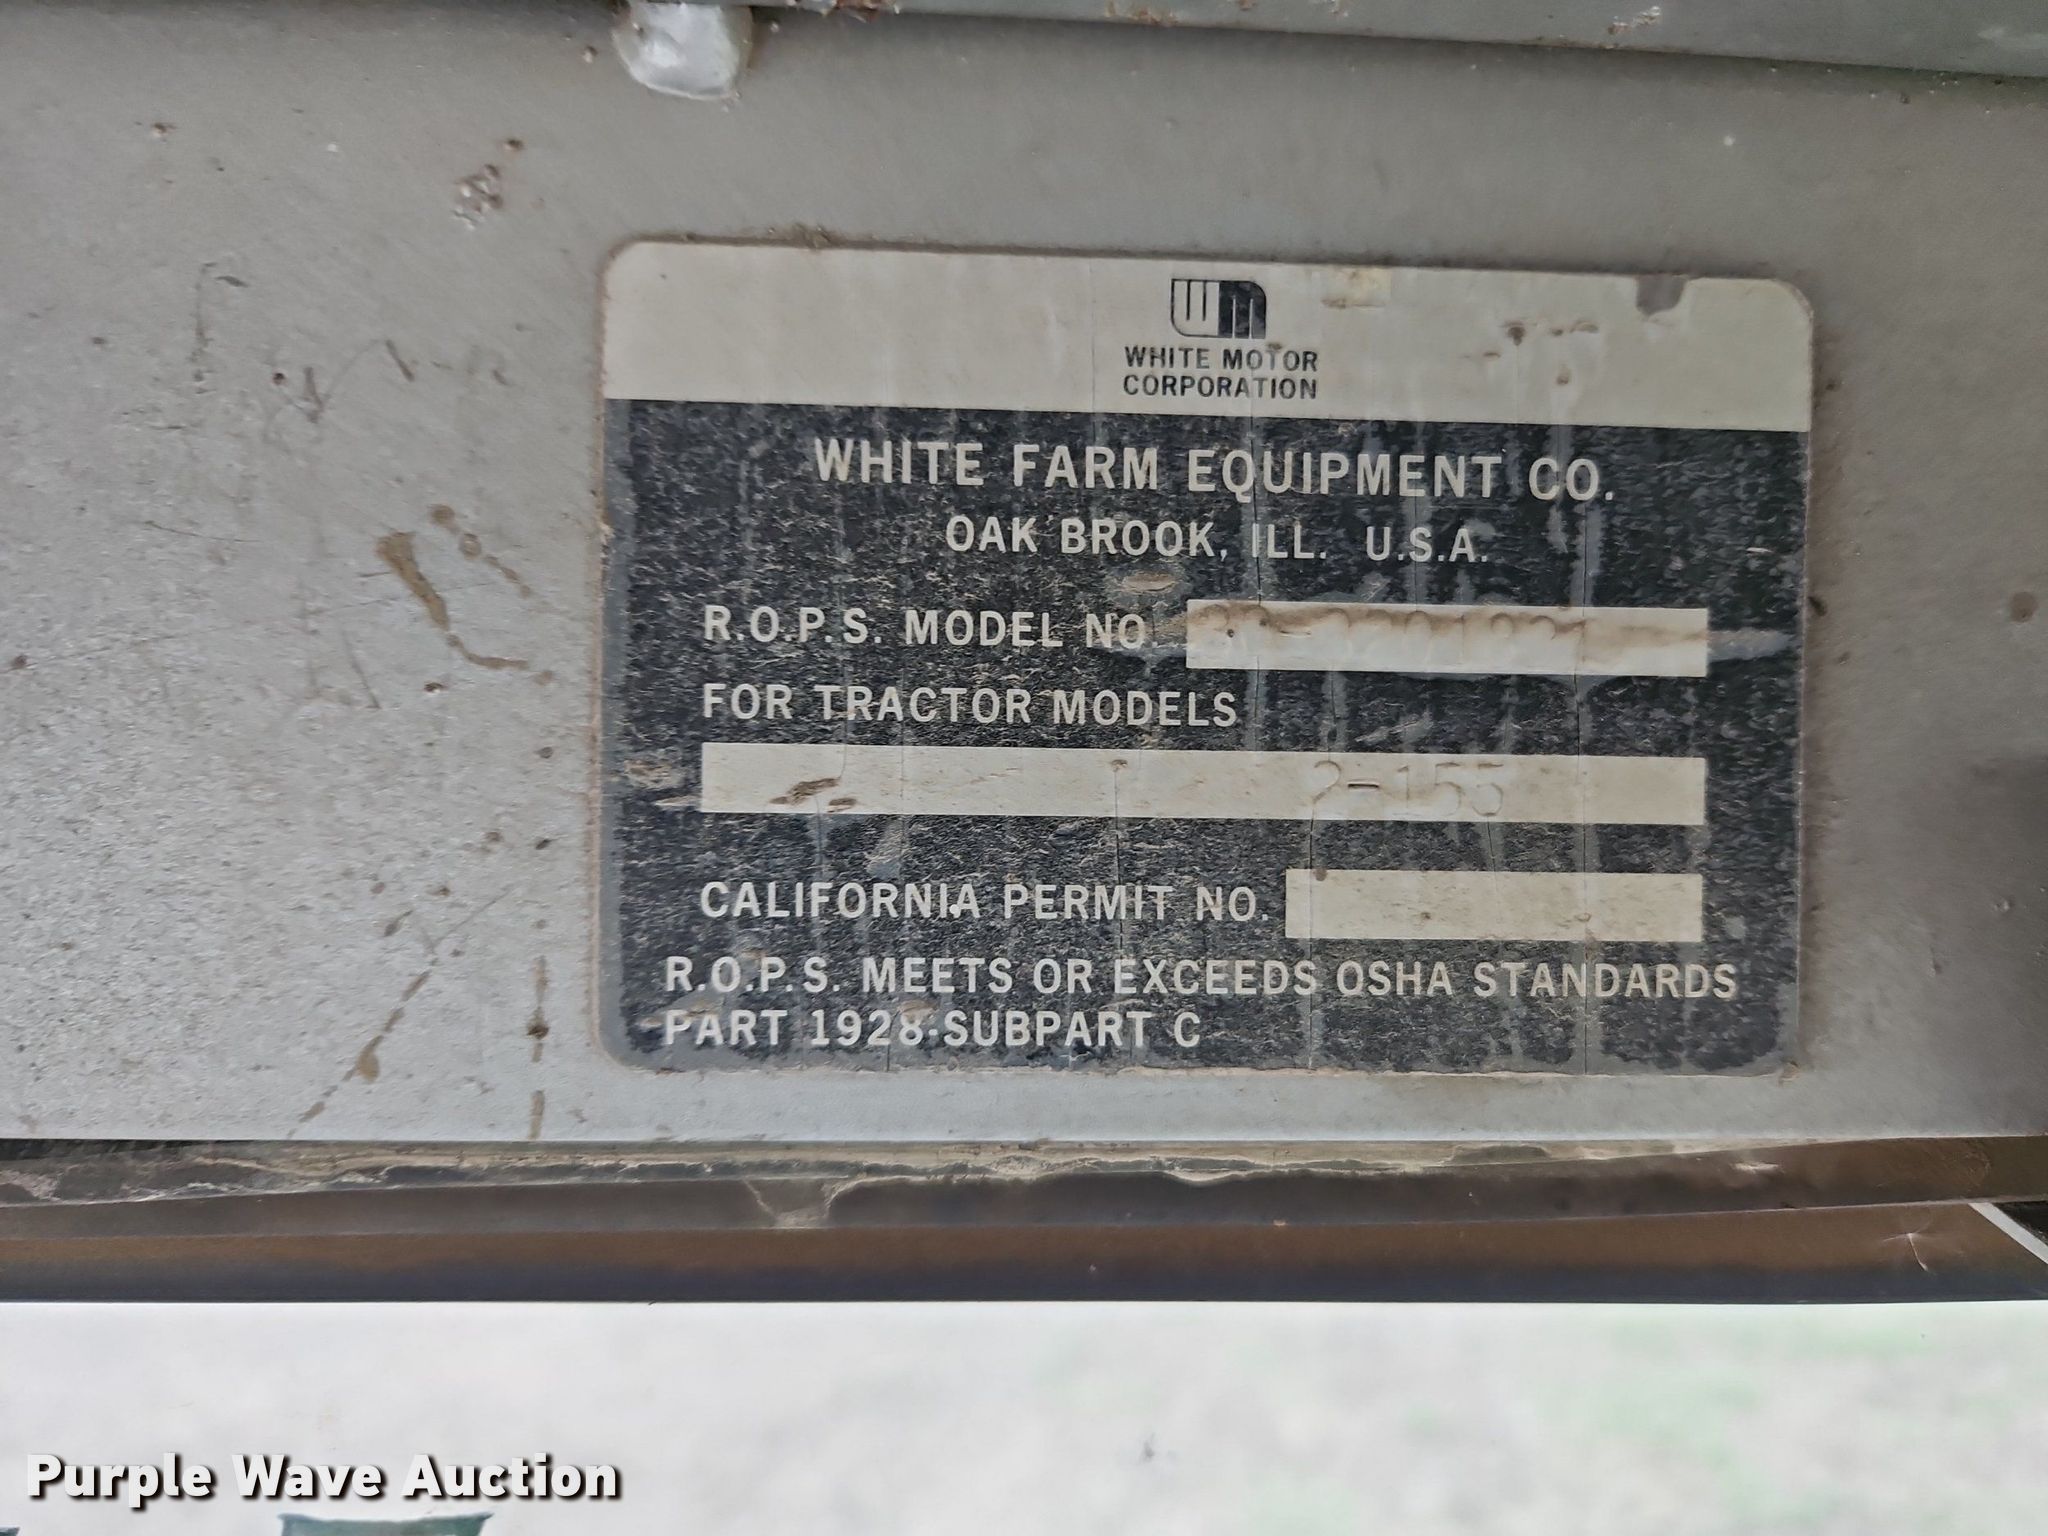 WM
WHITE MOTOR
CORPORATION
WHITE FARM EQUIPMENT CO.
OAK BROOK, ILL. U.S.A.
R.O.P.S. MODEL NO.
FOR TRACTOR MODELS
2-155
CALIFORNIA PERMIT NO.
R.O.P.S. MEETS OR EXCEEDS OSHA STANDARDS
PART 1928-SUBPART C
Purple Wave Auction